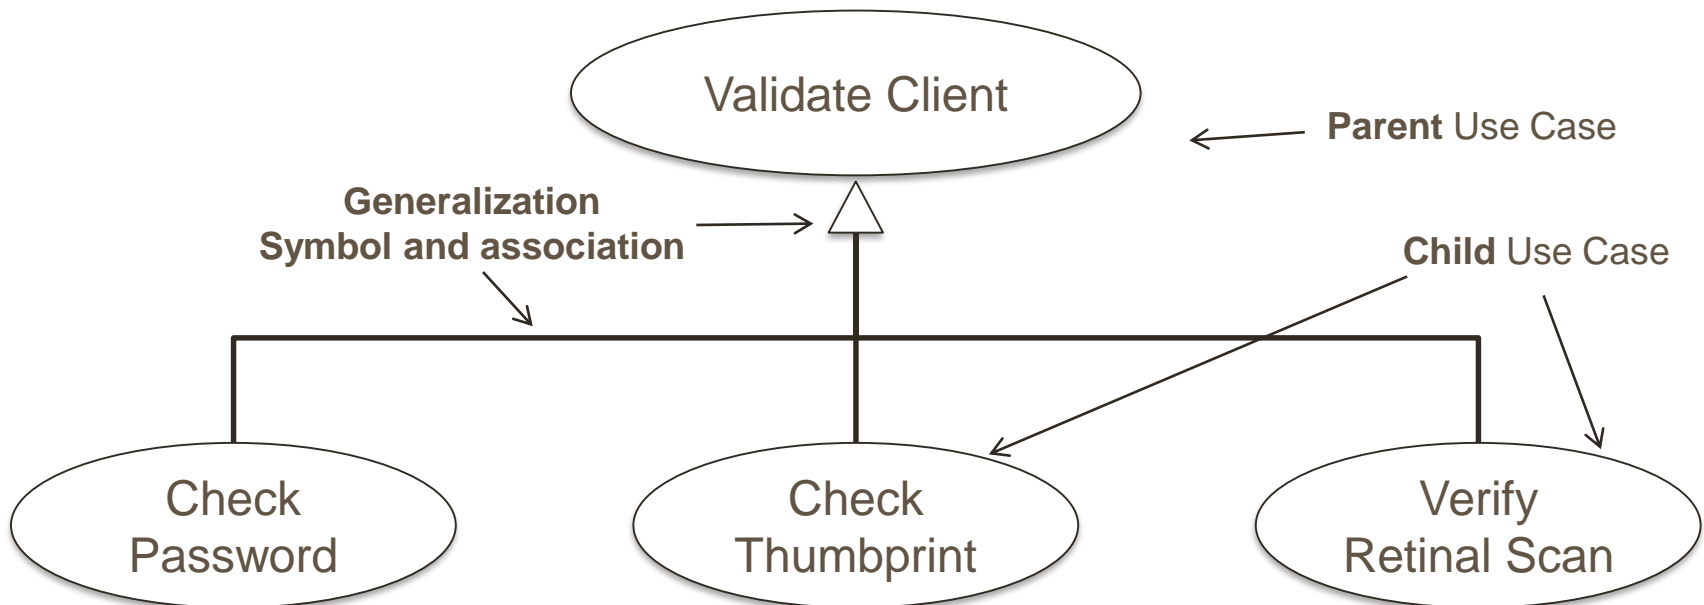 Validate Client
Parent Use Case
Generalization
Symbol and association
Child Use Case
Check
Password
Check
Thumbprint
Verify
Retinal Scan